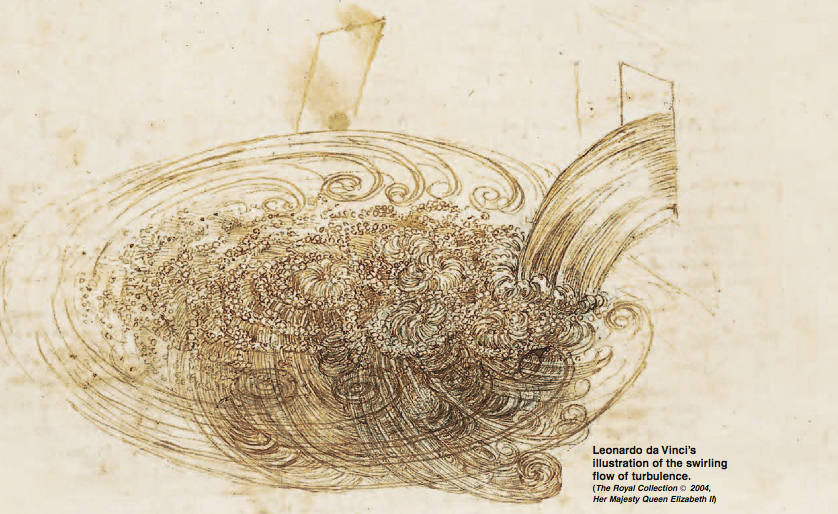 Leonardo da Vinci's
illustration of the swirling
flow of turbulence.
(The Royal Collection © 2004,
Her Majesty Queen Elizabeth II)